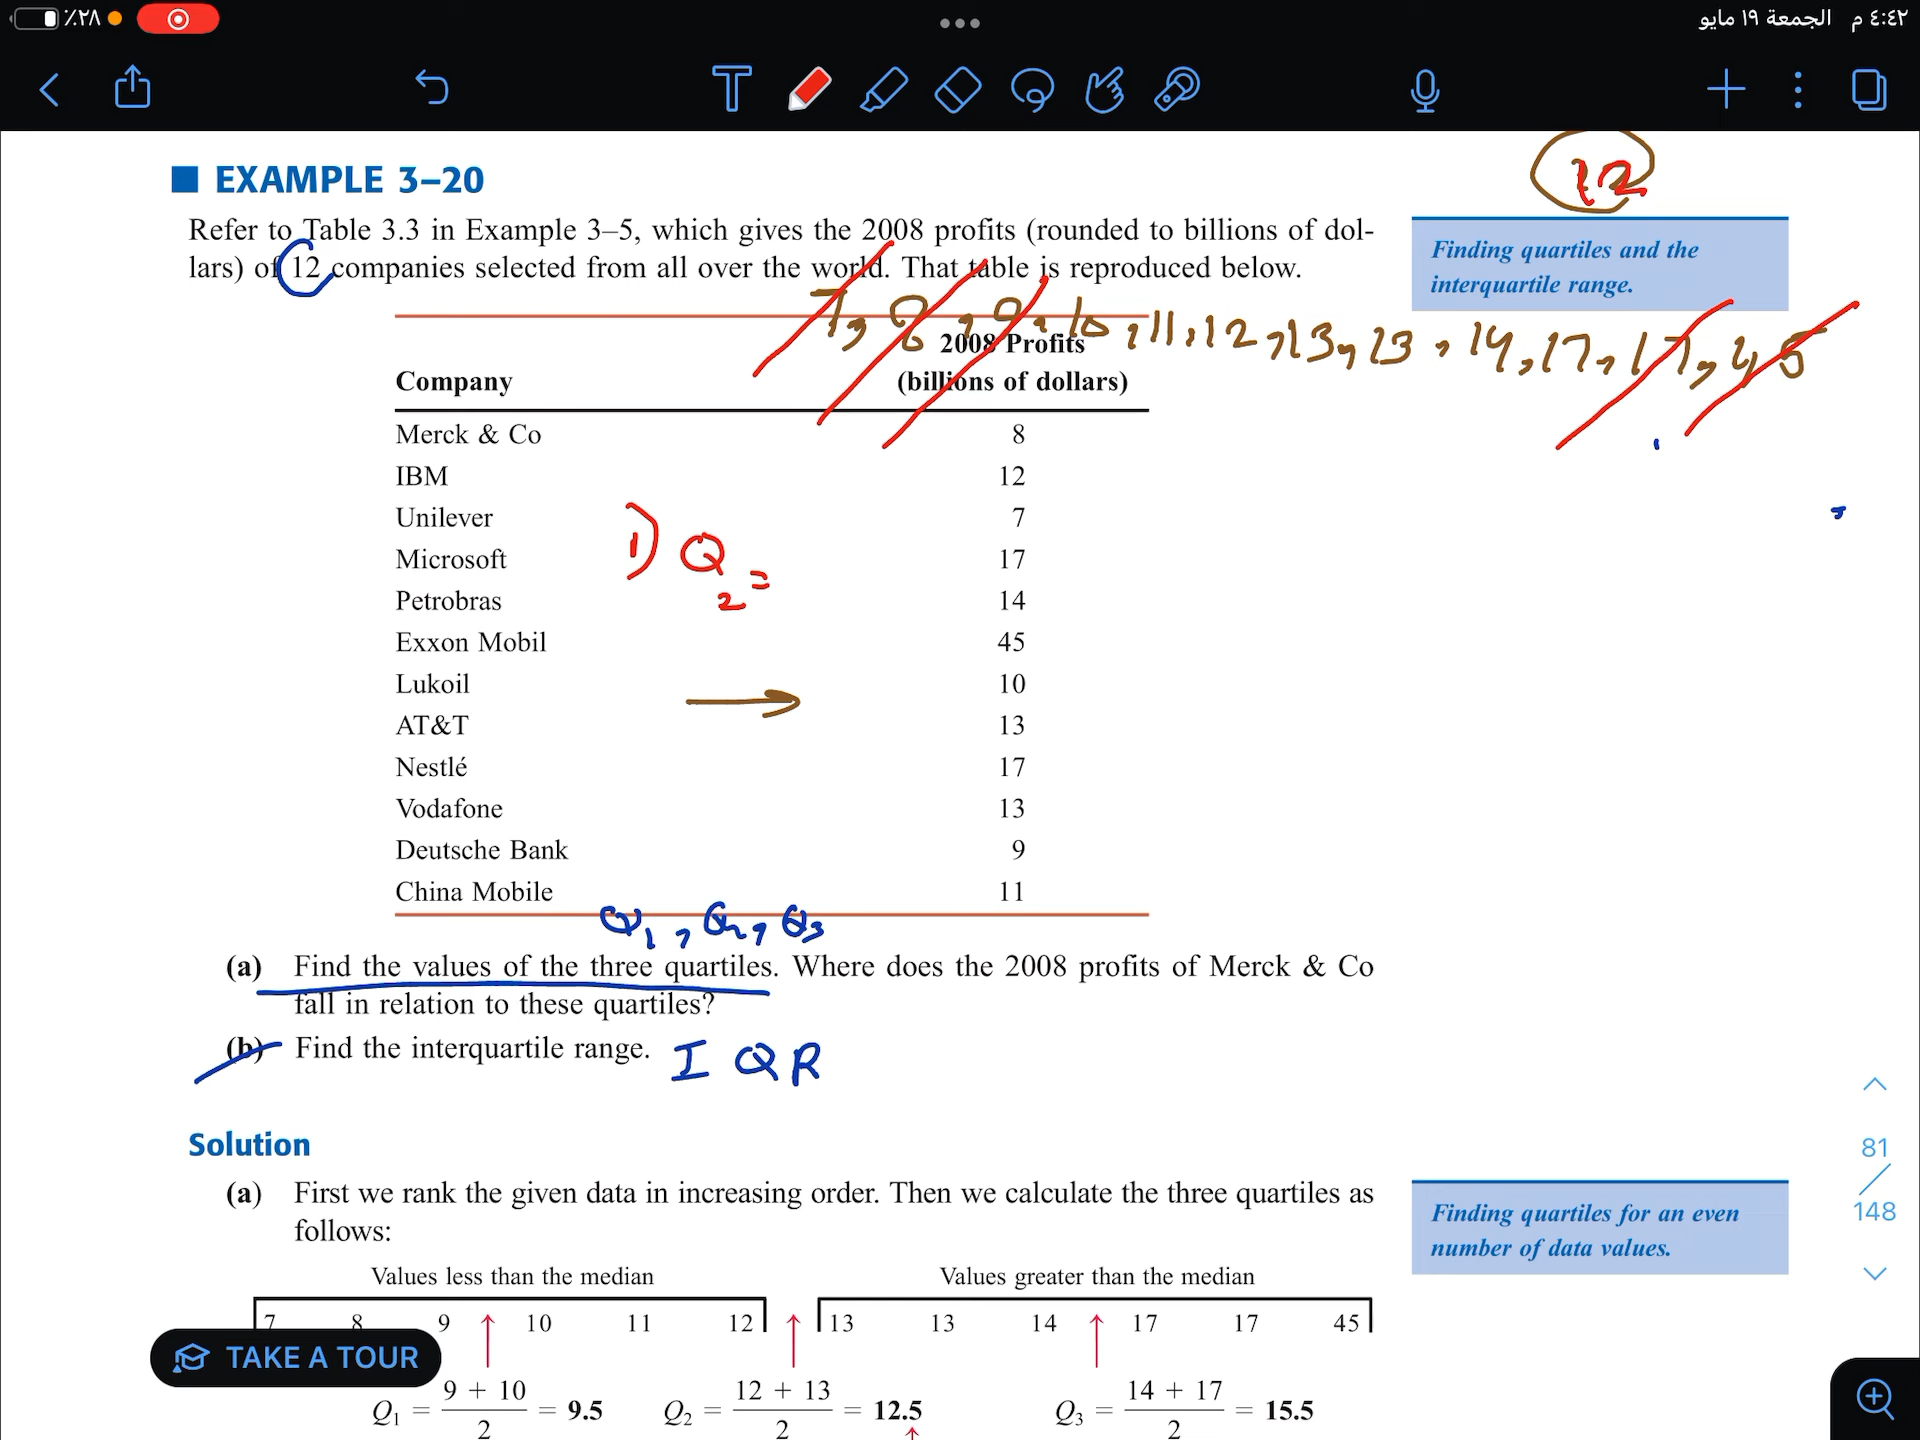 ٪٢٨
٤:٤٢ م الجمعة ١٩ مايو
T
12
EXAMPLE 3–20
Refer to Table 3.3 in Example 3–5, which gives the 2008 profits (rounded to billions of dol-
lars) of 12 companies selected from all over the world. That table is reproduced below.
Finding quartiles and the
interquartile range.
7, 8, 9, 10, 11, 12, 13, 13, 14, 17, 17, 45
2008 Profits
Company (billions of dollars)
Merck & Co 8
IBM 12
Unilever 7
Microsoft 17
Petrobras 14
Exxon Mobil 45
Lukoil 10
AT&T 13
Nestlé 17
Vodafone 13
Deutsche Bank 9
China Mobile 11
1) Q2 =
Q1, Q2, Q3
(a) Find the values of the three quartiles. Where does the 2008 profits of Merck & Co
fall in relation to these quartiles?
(b) Find the interquartile range. I QR
Solution
(a) First we rank the given data in increasing order. Then we calculate the three quartiles as
follows:
Finding quartiles for an even
number of data values.
81
/
148
Values less than the median Values greater than the median
7 8 9 10 11 12 13 13 14 17 17 45
TAKE A TOUR
Q1 = 9 + 10 / 2 = 9.5 Q2 = 12 + 13 / 2 = 12.5 Q3 = 14 + 17 / 2 = 15.5